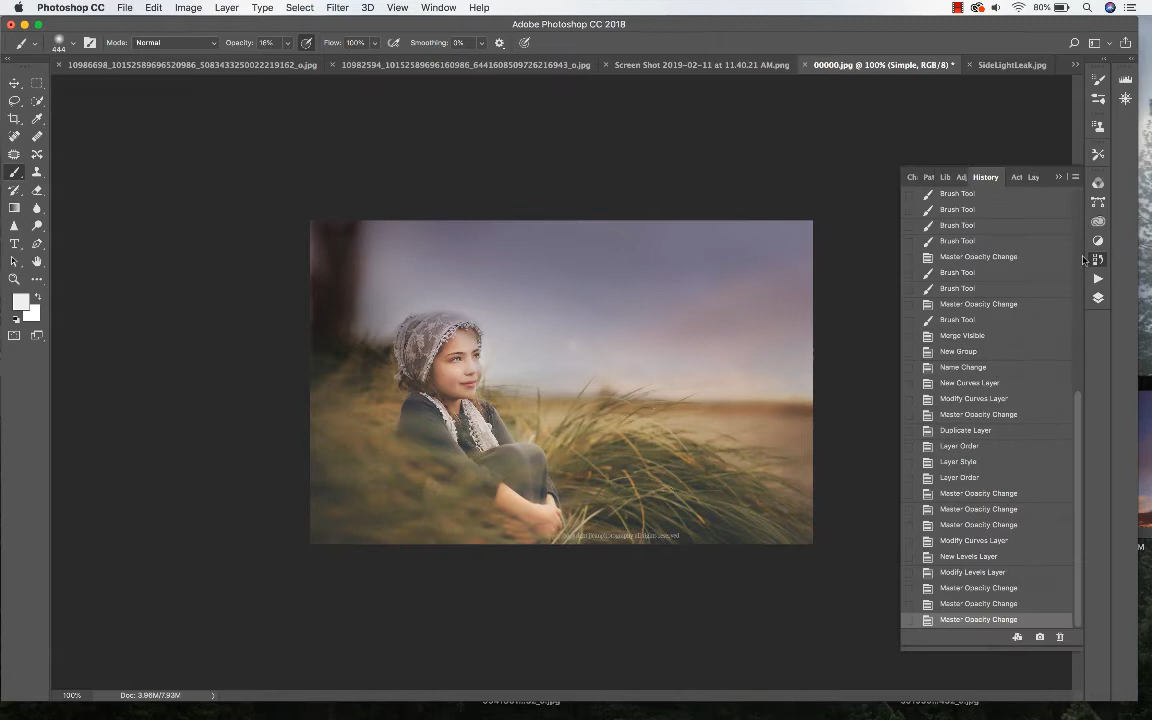 Photoshop CC File Edit Image Layer Type Select Filter 3D View Window Help 80%
Adobe Photoshop CC 2018
444 Mode: Normal Opacity: 16% Flow: 100% Smoothing: 0%
10986698_10152589696520986_5083433250022219162_o.jpg 10982594_10152589696160986_6441608509726216943_o.jpg Screen Shot 2019-02-11 at 11.40.21 AM.png 00000.jpg @ 100% (Simple, RGB/8) * SideLightLeak.jpg
Ch Pat Lib Adj History Act Lay
Brush Tool
Brush Tool
Brush Tool
Brush Tool
Master Opacity Change
Brush Tool
Brush Tool
Master Opacity Change
Brush Tool
Merge Visible
New Group
Name Change
New Curves Layer
Modify Curves Layer
Master Opacity Change
Duplicate Layer
Layer Order
Layer Style
Layer Order
Master Opacity Change
Master Opacity Change
Master Opacity Change
Modify Curves Layer
New Levels Layer
Modify Levels Layer
Master Opacity Change
Master Opacity Change
Master Opacity Change
all rights reserved
M
100% Doc: 3.96M/7.93M